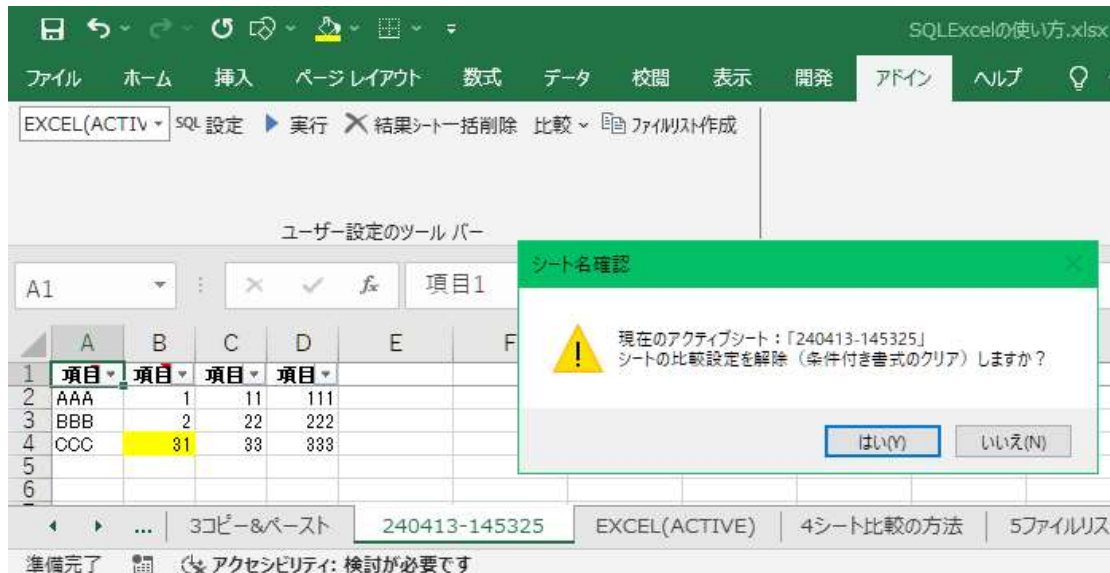 SQLExcelの使い方.xlsx
ファイル ホーム 挿入 ページ レイアウト 数式 データ 校閲 表示 開発 アドイン ヘルプ
EXCEL(ACTIV SQL 設定 実行 結果シート一括削除 比較 ファイルリスト作成
ユーザー設定のツール バー
シート名確認
A1 fx 項目1
現在のアクティブシート：「240413-145325」
シートの比較設定を解除（条件付き書式のクリア）しますか？
はい(Y) いいえ(N)
A B C D E F
1 項目 項目 項目 項目
2 AAA 1 11 111
3 BBB 2 22 222
4 CCC 31 33 333
5
6
... 3コピー&ペースト 240413-145325 EXCEL(ACTIVE) 4シート比較の方法 5ファイルリス
準備完了 アクセシビリティ: 検討が必要です